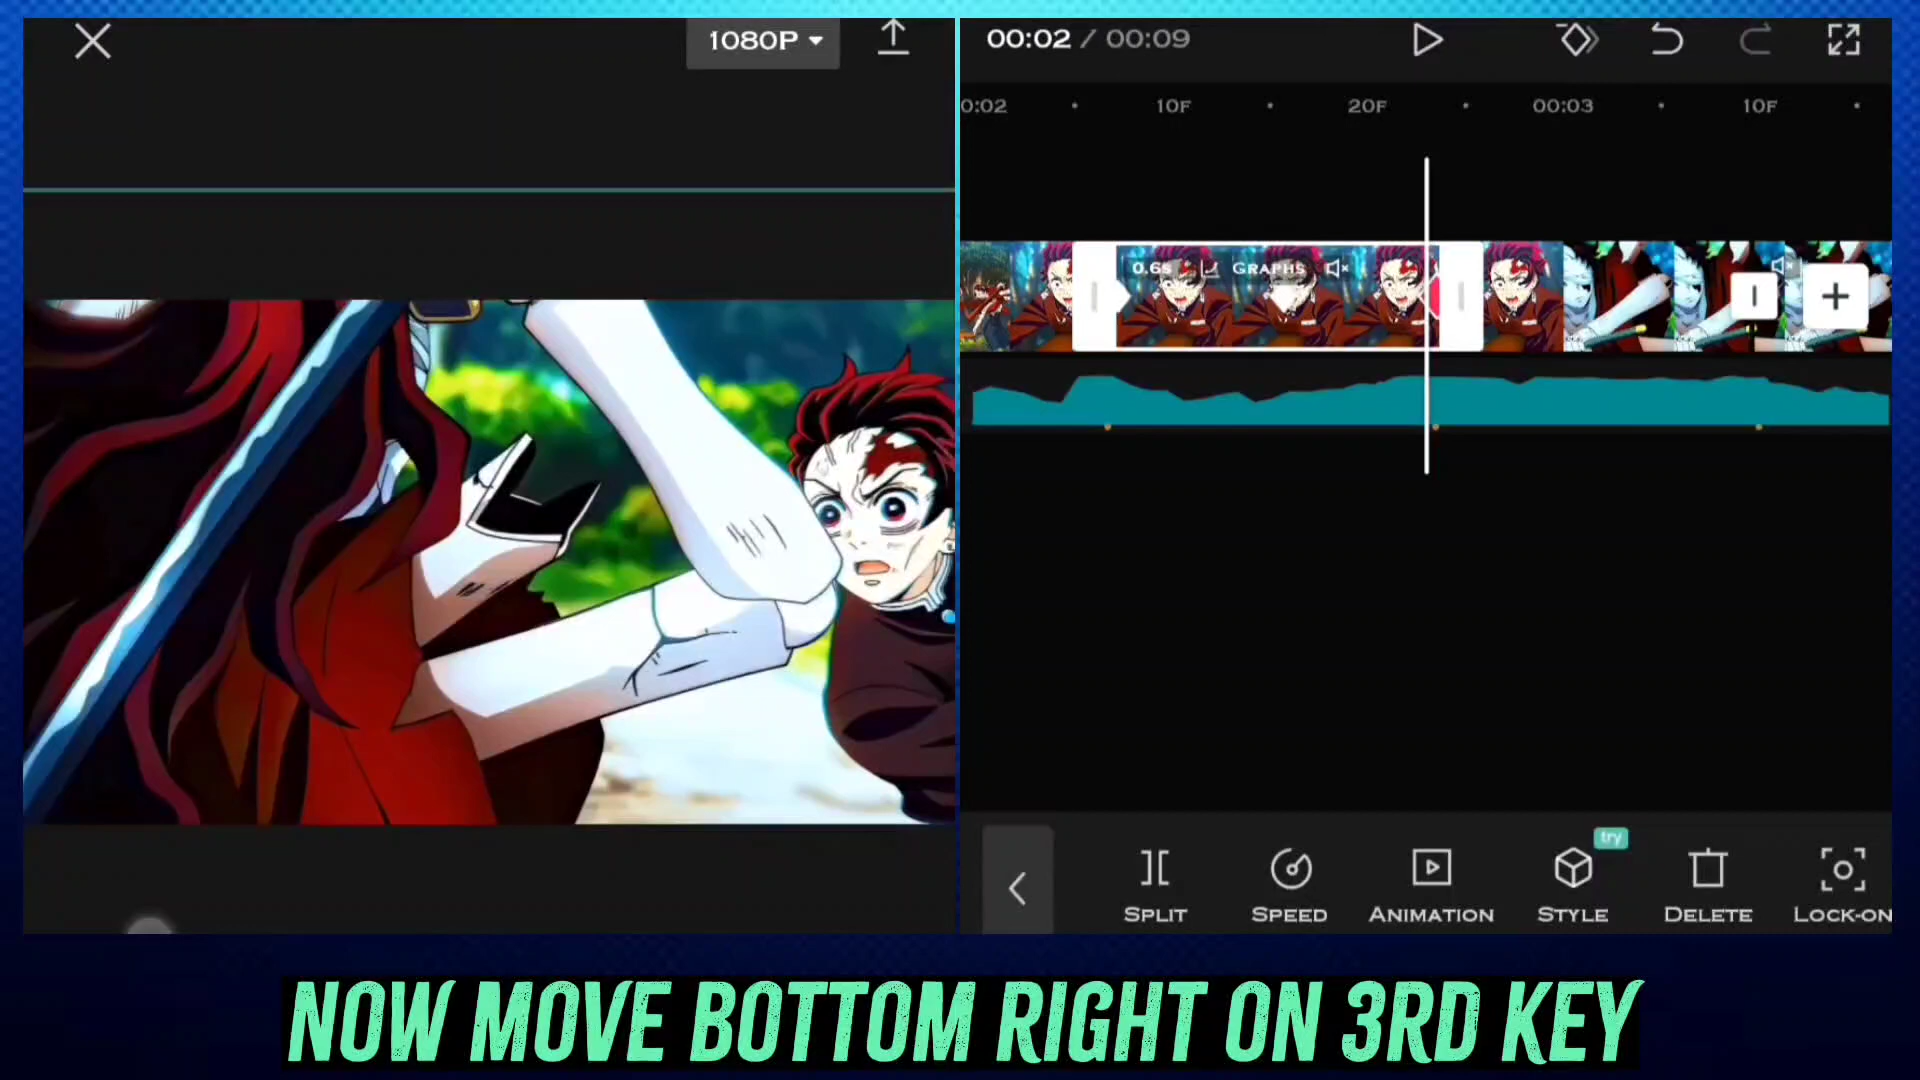 1080P
00:02 / 00:09
0:02 10F 20F 00:03 10F
0.6s GRAPHS
try
SPLIT SPEED ANIMATION STYLE DELETE LOCK-ON
NOW MOVE BOTTOM RIGHT ON 3RD KEY